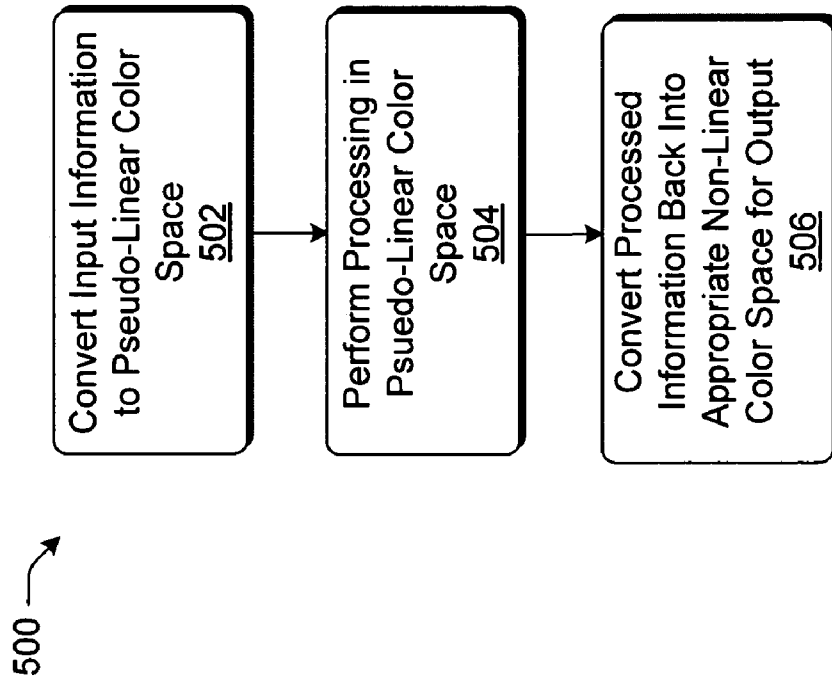 500
Convert Input Information
to Pseudo-Linear Color
Space
502
Perform Processing in
Psuedo-Linear Color
Space
504
Convert Processed
Information Back Into
Appropriate Non-Linear
Color Space for Output
506